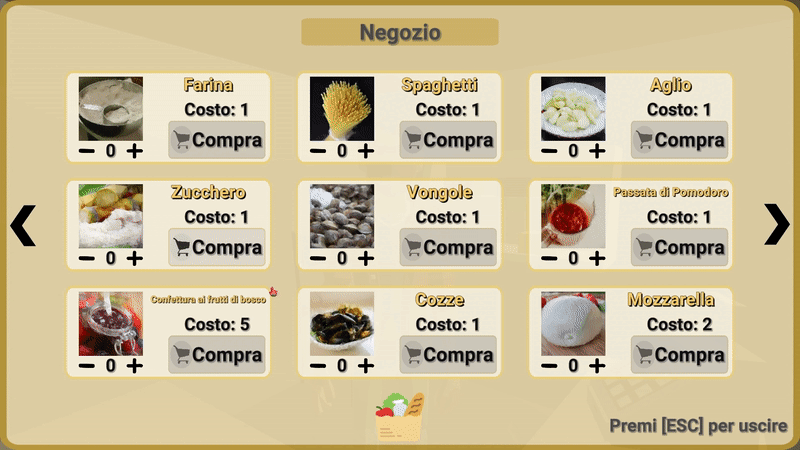 Negozio
Farina
Costo: 1
Compra
- 0 +
Spaghetti
Costo: 1
Compra
- 0 +
Aglio
Costo: 1
Compra
- 0 +
Zucchero
Costo: 1
Compra
- 0 +
Vongole
Costo: 1
Compra
- 0 +
Passata di Pomodoro
Costo: 1
Compra
- 0 +
Confettura ai frutti di bosco
Costo: 5
Compra
- 0 +
Cozze
Costo: 1
Compra
- 0 +
Mozzarella
Costo: 2
Compra
- 0 +
Premi [ESC] per uscire